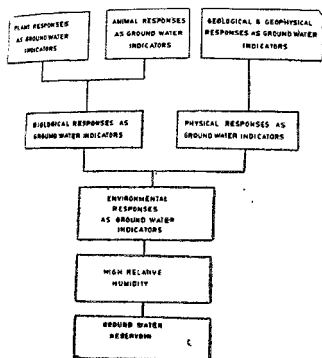 PLANT RESPONSES
AS GROUND WATER
INDICATORS
ANIMAL RESPONSES
AS GROUND WATER
INDICATORS
GEOLOGICAL & GEOPHYSICAL
RESPONSES AS GROUND WATER
INDICATORS
BIOLOGICAL RESPONSES AS
GROUND WATER INDICATORS
PHYSICAL RESPONSES AS
GROUND WATER INDICATORS
ENVIRONMENTAL
RESPONSES
AS GROUND WATER
INDICATORS
HIGH RELATIVE
HUMIDITY
GROUND WATER
RESERVOIR